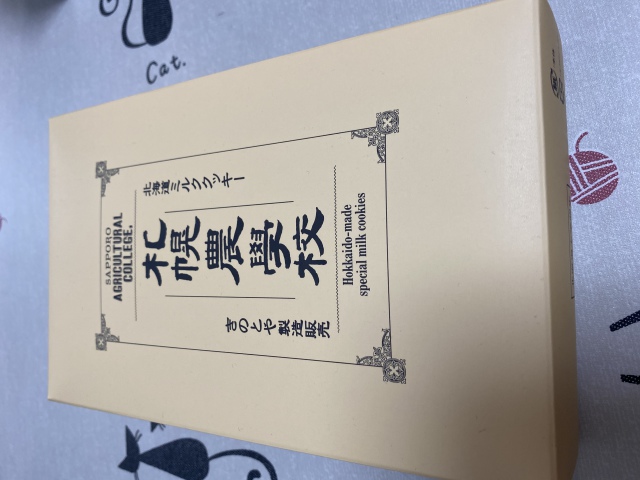 Cat.
SAPPORO
AGRICULTURAL
COLLEGE.
北海道ミルククッキー
札幌農學校
きのとや製造販売
Hokkaido-made
special milk cookies